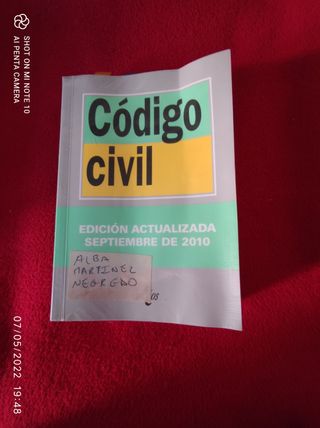 Código
civil
EDICIÓN ACTUALIZADA
SEPTIEMBRE DE 2010
ALBA
MARTINEL
NEGREDO
SHOT ON MI NOTE 10
AI PENTA CAMERA
07/05/2022 19:48